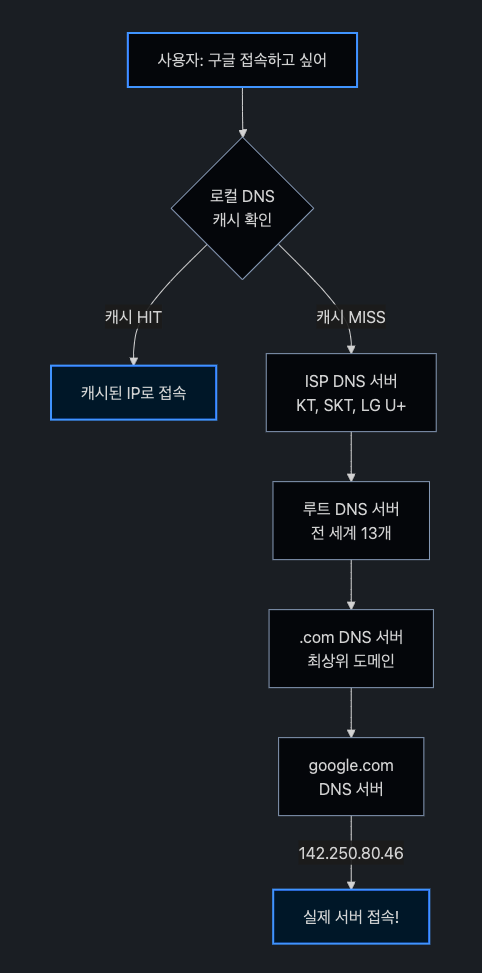 사용자: 구글 접속하고 싶어
로컬 DNS
캐시 확인
캐시 HIT
캐시 MISS
캐시된 IP로 접속
ISP DNS 서버
KT, SKT, LG U+
루트 DNS 서버
전 세계 13개
.com DNS 서버
최상위 도메인
google.com
DNS 서버
142.250.80.46
실제 서버 접속!